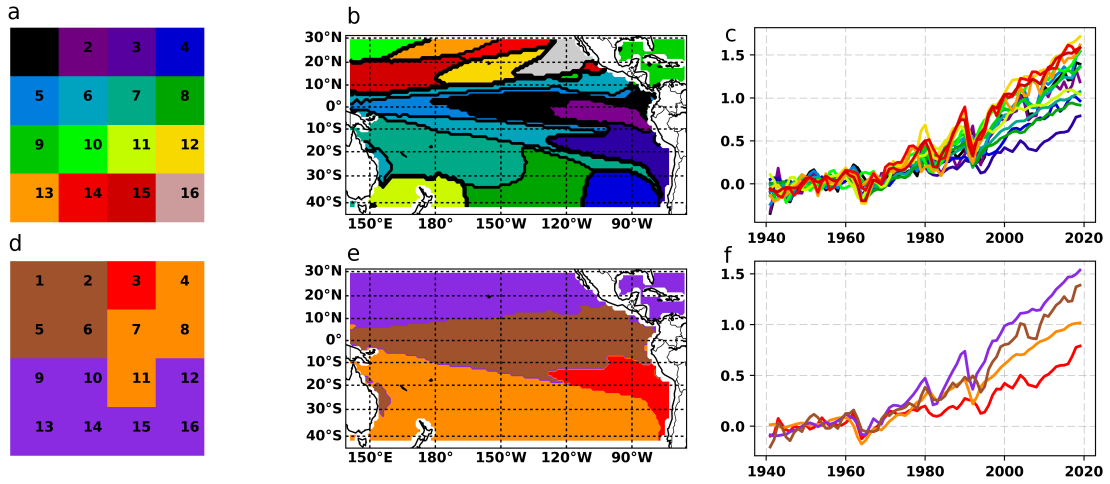 a
2 3 4
5 6 7 8
9 10 11 12
13 14 15 16
b
30°N
20°N
10°N
0°
10°S
20°S
30°S
40°S
150°E 180° 150°W 120°W 90°W
c
1.5
1.0
0.5
0.0
1940 1960 1980 2000 2020
d
1 2 3 4
5 6 7 8
9 10 11 12
13 14 15 16
e
30°N
20°N
10°N
0°
10°S
20°S
30°S
40°S
150°E 180° 150°W 120°W 90°W
f
1.5
1.0
0.5
0.0
1940 1960 1980 2000 2020